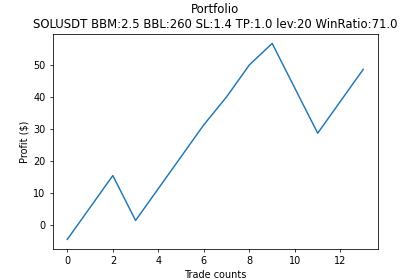 Portfolio
SOLUSDT BBM:2.5 BBL:260 SL:1.4 TP:1.0 lev:20 WinRatio:71.0
50
40
30
20
10
0
Profit ($)
0 2 4 6 8 10 12
Trade counts